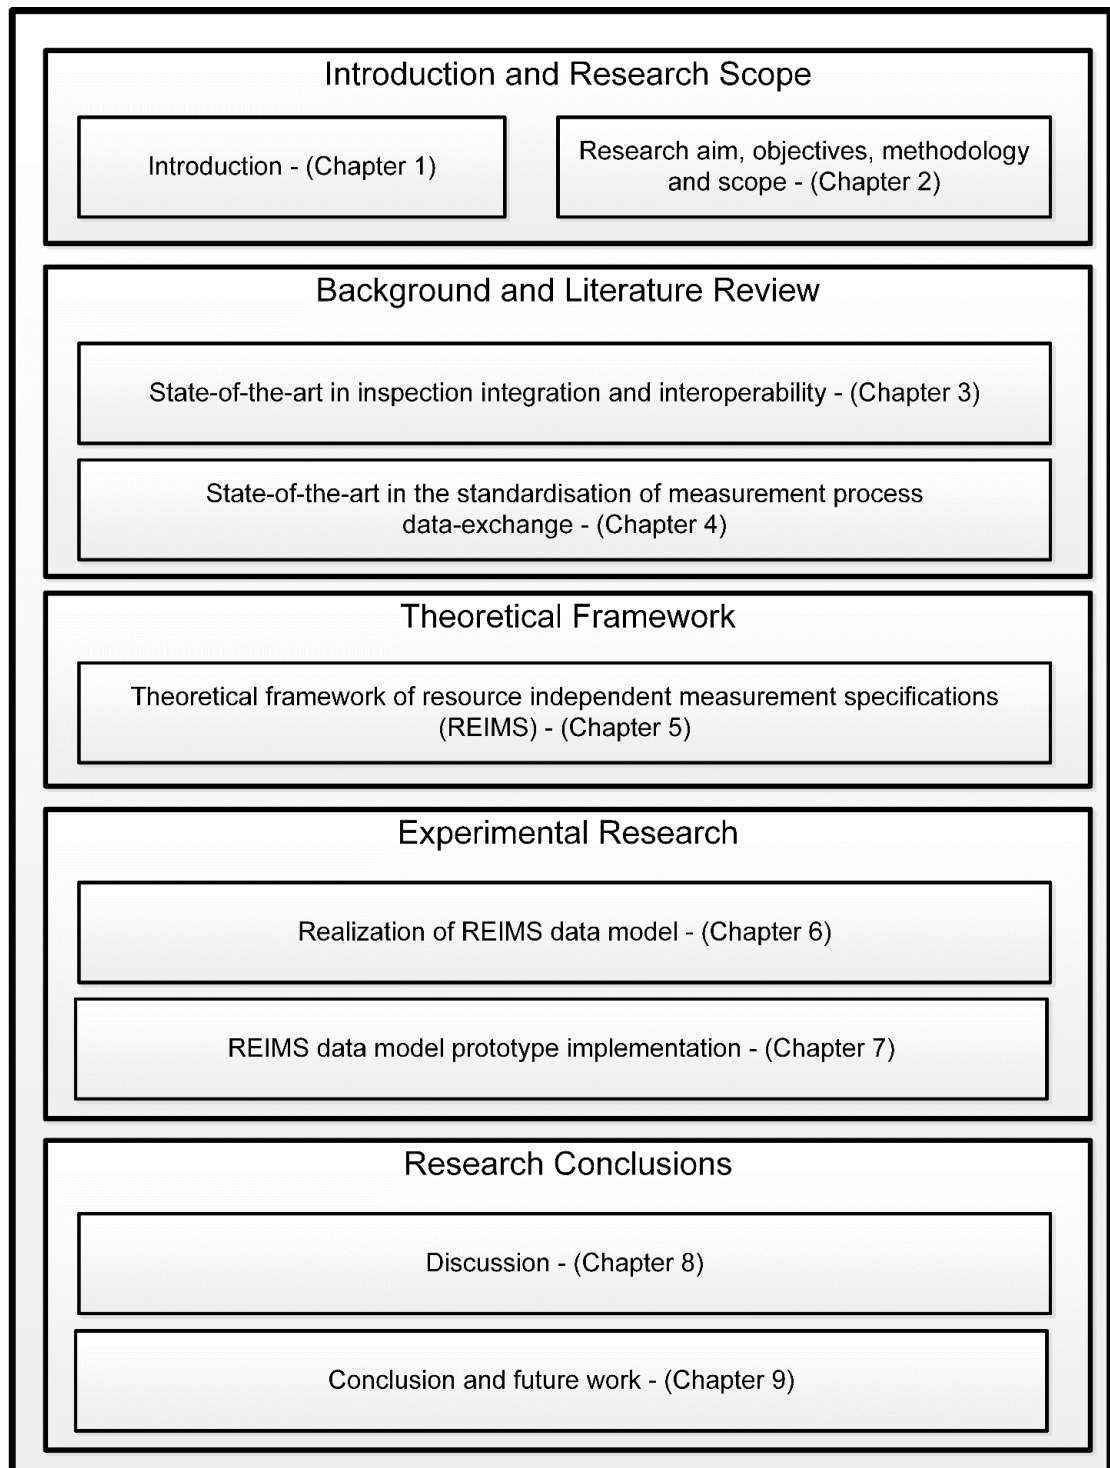 Introduction and Research Scope
Introduction - (Chapter 1)
Research aim, objectives, methodology
and scope - (Chapter 2)
Background and Literature Review
State-of-the-art in inspection integration and interoperability - (Chapter 3)
State-of-the-art in the standardisation of measurement process
data-exchange - (Chapter 4)
Theoretical Framework
Theoretical framework of resource independent measurement specifications
(REIMS) - (Chapter 5)
Experimental Research
Realization of REIMS data model - (Chapter 6)
REIMS data model prototype implementation - (Chapter 7)
Research Conclusions
Discussion - (Chapter 8)
Conclusion and future work - (Chapter 9)